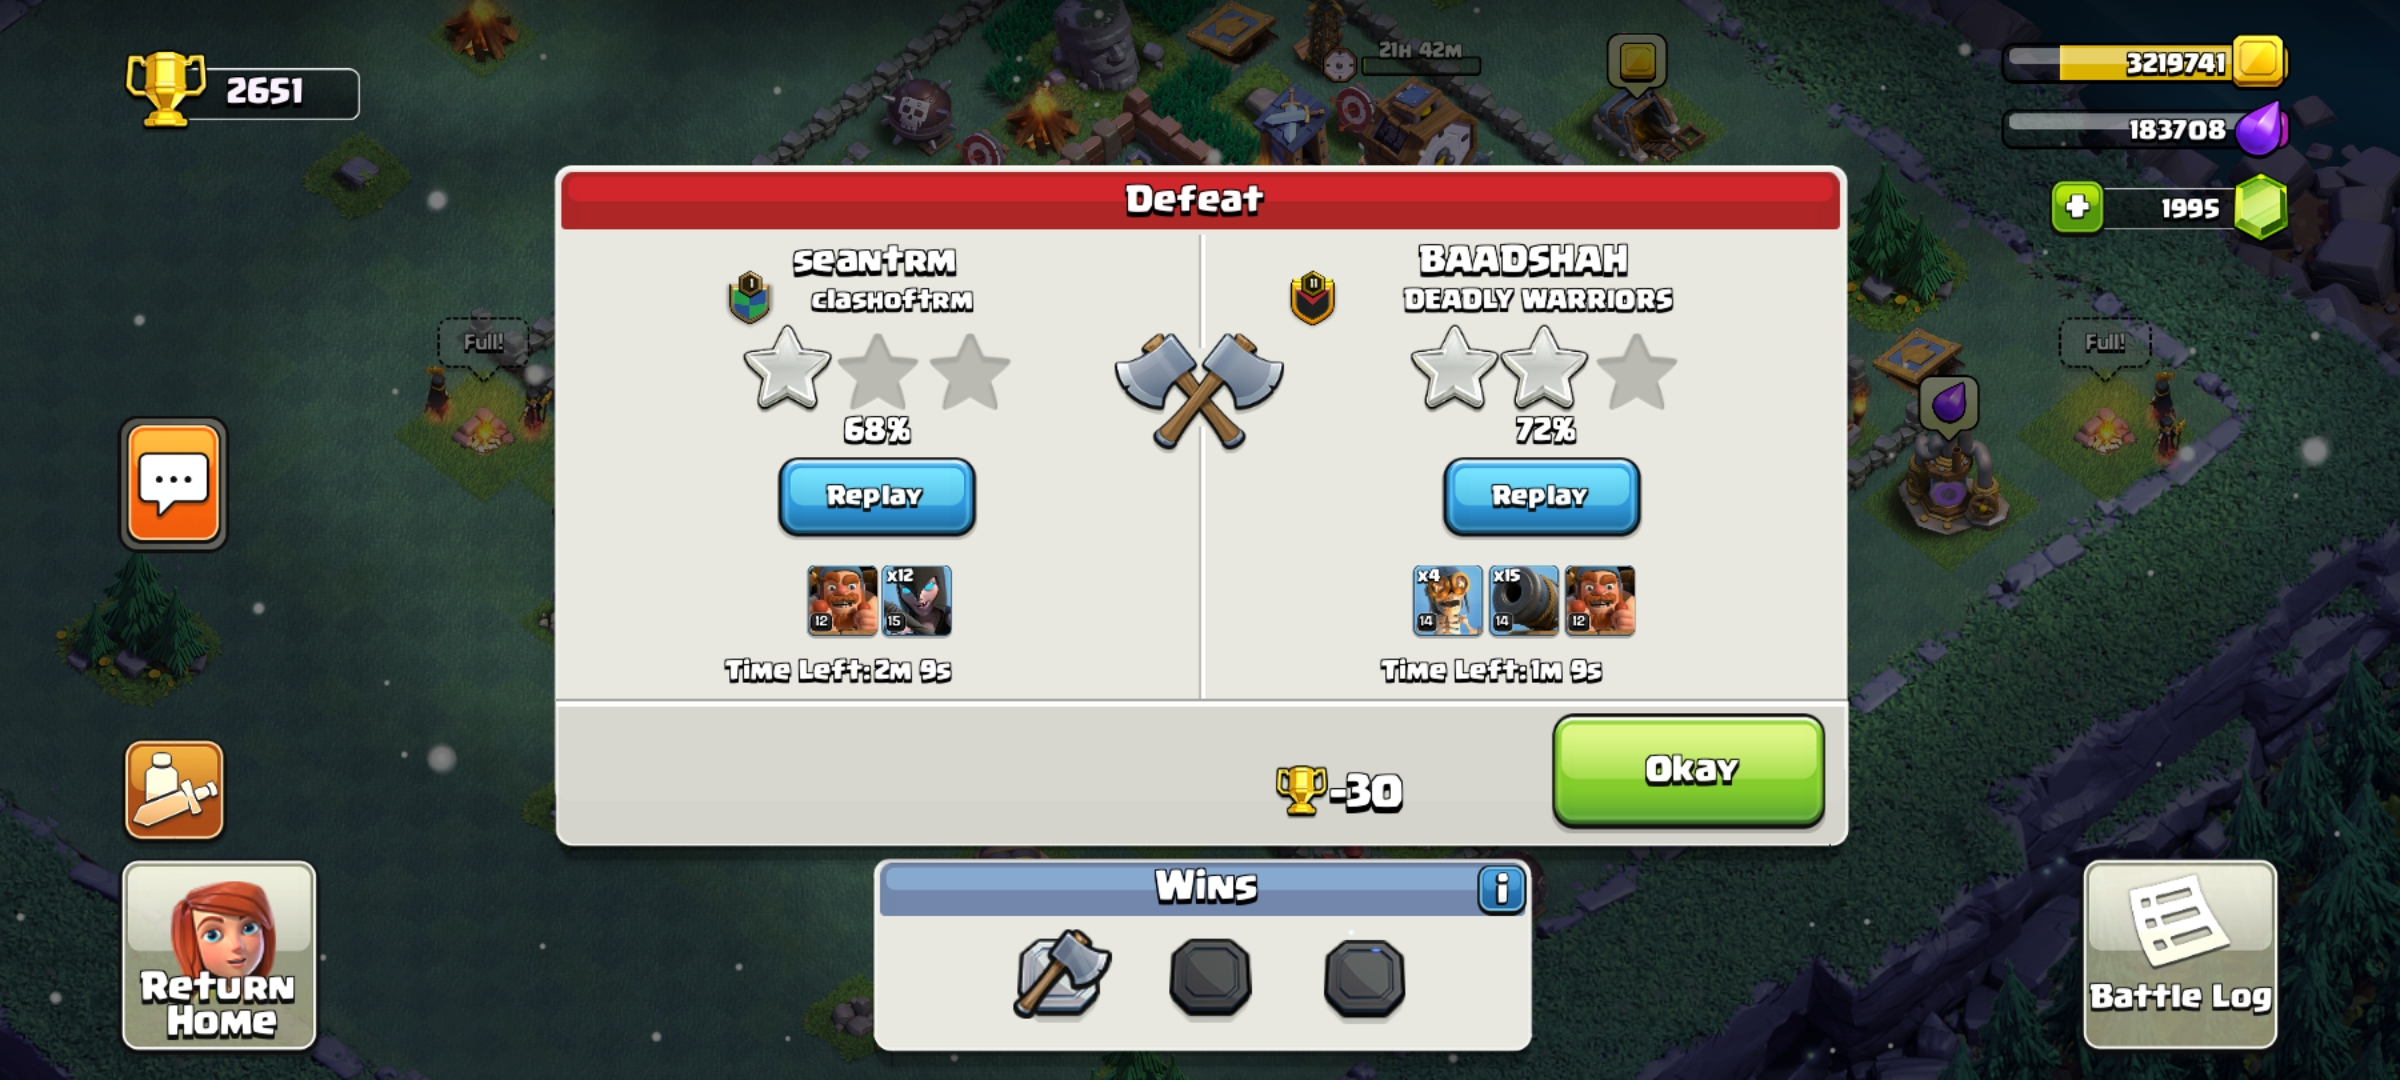 2651
21H 42M
3219741
183708
1995
Defeat
seantRM
clashoftRM
1
68%
Replay
12
x12
15
Time Left: 2M 9s
BAADSHAH
DEADLY WARRIORS
11
72%
Replay
x4
14
x15
14
12
Time Left: 1M 9s
Full!
Full!
-30
Okay
Wins
i
Return
Home
Battle Log